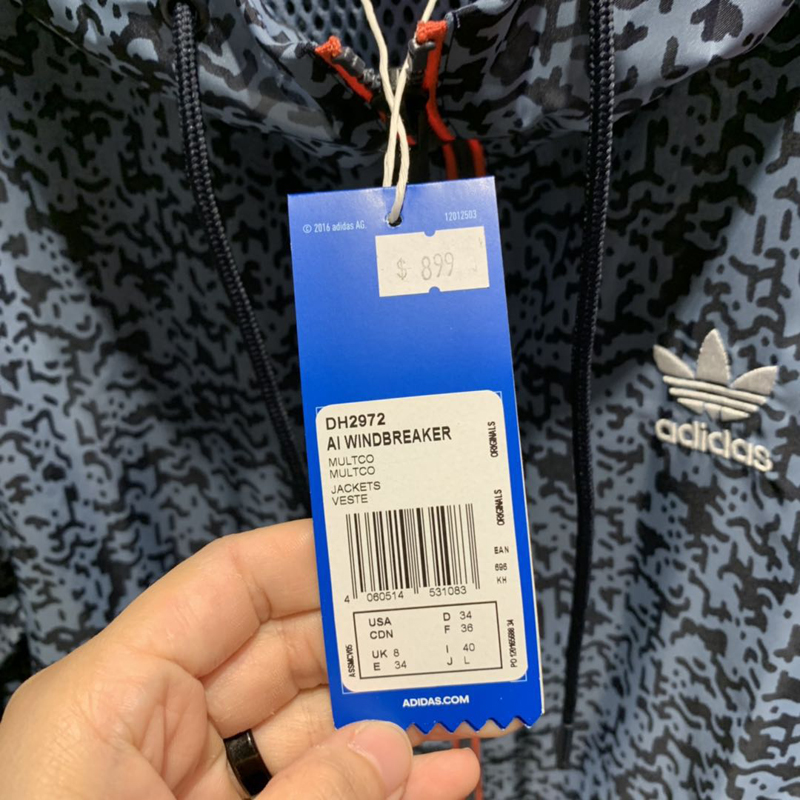 © 2016 adidas AG.
12012503
$ 899
DH2972
AI WINDBREAKER
MULTCO
MULTCO
JACKETS
VESTE
ORIGINALS
ORIGINALS
EAN
696
KH
4 060514 531083
USA
CDN
UK 8
E 34
D 34
F 36
I 40
J L
ADIDAS.COM
adidas